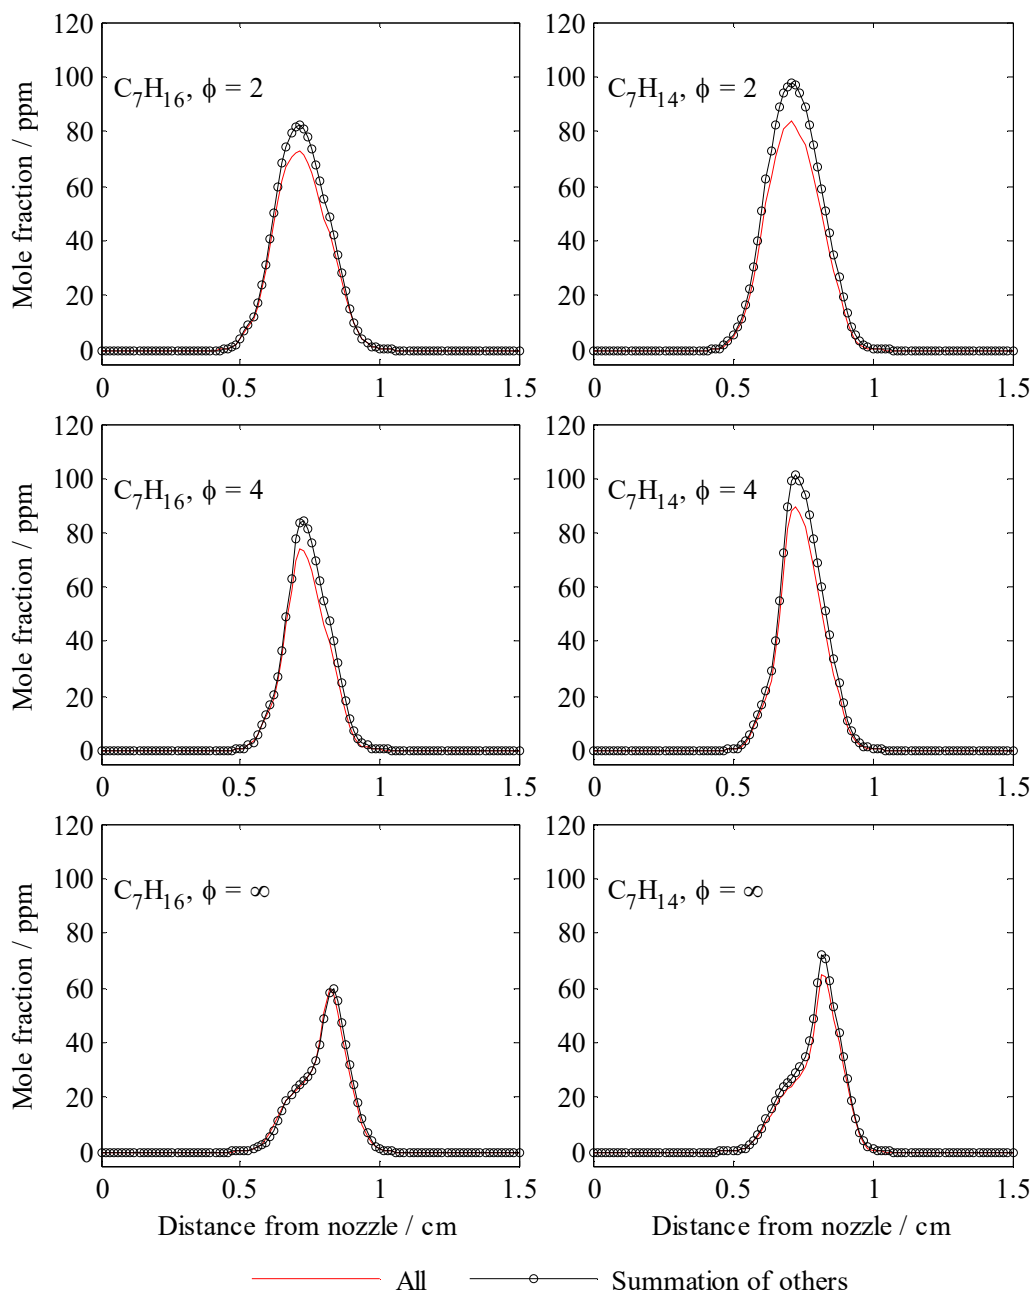 120
100
80
60
40
20
0
Mole fraction / ppm
C7H16, ϕ = 2
0 0.5 1 1.5
120
100
80
60
40
20
0
C7H14, ϕ = 2
0 0.5 1 1.5
120
100
80
60
40
20
0
Mole fraction / ppm
C7H16, ϕ = 4
0 0.5 1 1.5
120
100
80
60
40
20
0
C7H14, ϕ = 4
0 0.5 1 1.5
120
100
80
60
40
20
0
Mole fraction / ppm
C7H16, ϕ = ∞
0 0.5 1 1.5
Distance from nozzle / cm
120
100
80
60
40
20
0
C7H14, ϕ = ∞
0 0.5 1 1.5
Distance from nozzle / cm
All
Summation of others